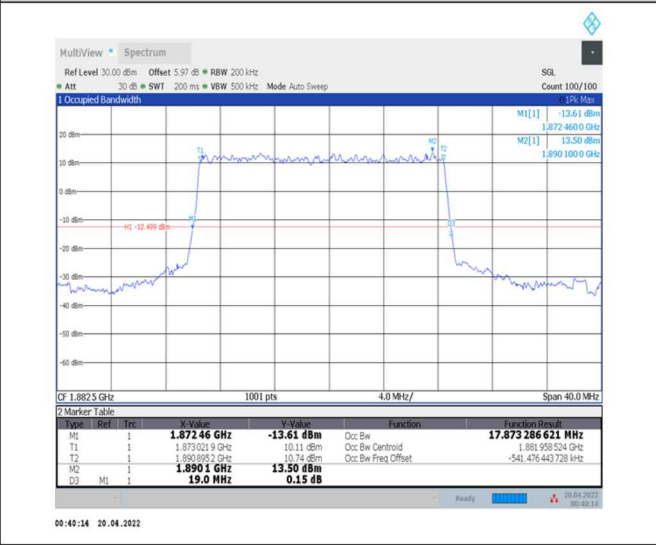 MultiView Spectrum
Ref Level 30.00 dBm Offset 5.97 dB RBW 200 kHz SGL
Att 30 dB SWT 200 ms VBW 500 kHz Mode Auto Sweep Count 100/100
1 Occupied Bandwidth 1Pk Max
M1[1] -13.61 dBm
1.872 460 0 GHz
M2[1] 13.50 dBm
1.890 100 0 GHz
20 dBm
M2
T1 T2
10 dBm
0 dBm
-10 dBm
M1 D3
H1 -12.499 dBm
-20 dBm
-30 dBm
-40 dBm
-50 dBm
-60 dBm
CF 1.882 5 GHz 1001 pts 4.0 MHz/ Span 40.0 MHz
2 Marker Table
Type Ref Trc X-Value Y-Value Function Function Result
M1 1 1.872 46 GHz -13.61 dBm Occ Bw 17.873 286 621 MHz
T1 1 1.873 021 9 GHz 10.11 dBm Occ Bw Centroid 1.881 958 524 GHz
T2 1 1.890 895 2 GHz 10.74 dBm Occ Bw Freq Offset -541.476 443 728 kHz
M2 1 1.890 1 GHz 13.50 dBm
D3 M1 1 19.0 MHz 0.15 dB
Ready 20.04.2022
00:40:14
00:40:14 20.04.2022